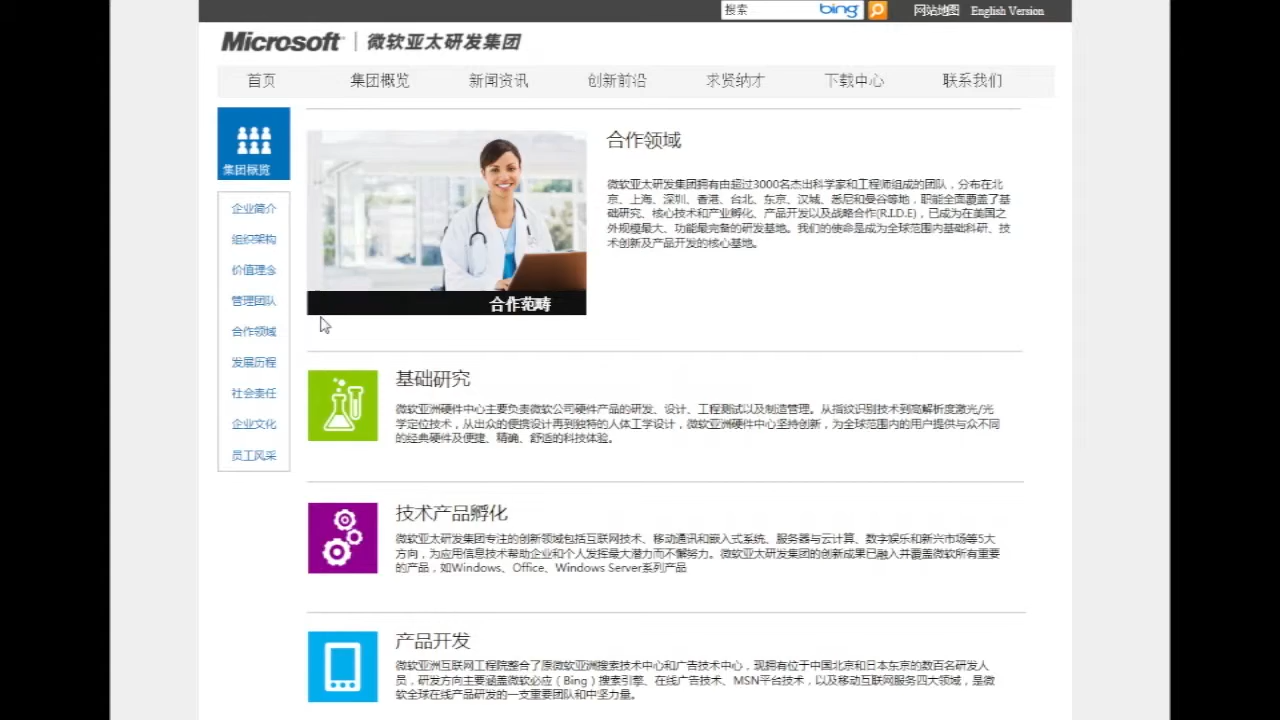 搜索 bing 网站地图 English Version
Microsoft | 微软亚太研发集团
首页 集团概览 新闻资讯 创新前沿 求贤纳才 下载中心 联系我们
集团概览
企业简介
组织架构
价值理念
管理团队
合作领域
发展历程
社会责任
企业文化
员工风采
合作范畴
合作领域
微软亚太研发集团拥有由超过3000名杰出科学家和工程师组成的团队，分布在北
京、上海、深圳、香港、台北、东京、汉城、悉尼和曼谷等地，职能全面覆盖了基
础研究、核心技术和产业孵化、产品开发以及战略合作(R.I.D.E)，已成为在美国之
外规模最大、功能最完备的研发基地。我们的使命是成为全球范围内基础科研、技
术创新及产品开发的核心基地。
基础研究
微软亚洲硬件中心主要负责微软公司硬件产品的研发、设计、工程测试以及制造管理。从指纹识别技术到高解析度激光/光
学定位技术，从出众的便携设计再到独特的人体工学设计，微软亚洲硬件中心坚持创新，为全球范围内的用户提供与众不同
的经典硬件及便捷、精确、舒适的科技体验。
技术产品孵化
微软亚太研发集团专注的创新领域包括互联网技术、移动通讯和嵌入式系统、服务器与云计算、数字娱乐和新兴市场等5大
方向，为应用信息技术帮助企业和个人发挥最大潜力而不懈努力。微软亚太研发集团的创新成果已融入并覆盖微软所有重要
的产品，如Windows、Office、Windows Server系列产品
产品开发
微软亚洲互联网工程院整合了原微软亚洲搜索技术中心和广告技术中心，现拥有位于中国北京和日本东京的数百名研发人
员，研发方向主要涵盖微软必应（Bing）搜索引擎、在线广告技术、MSN平台技术，以及移动互联网服务四大领域，是微
软全球在线产品研发的一支重要团队和中坚力量。